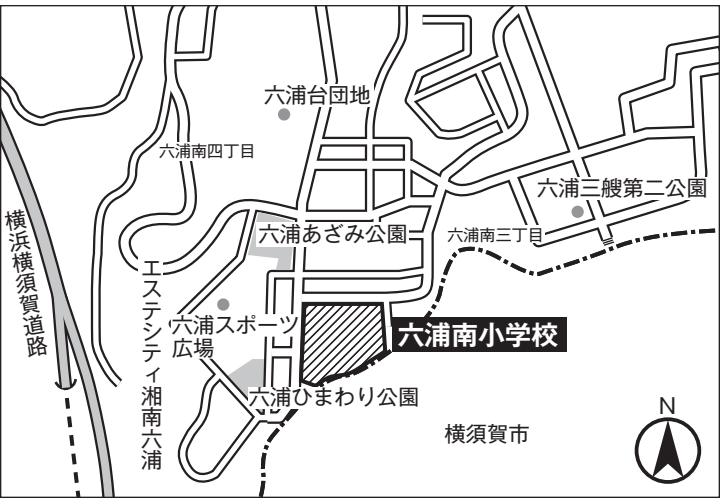 六浦台団地
六浦南四丁目
六浦三艘第二公園
横浜横須賀道路
六浦あざみ公園
六浦南三丁目
エステシティ湘南六浦
六浦スポーツ
広場
六浦南小学校
六浦ひまわり公園
横須賀市
N